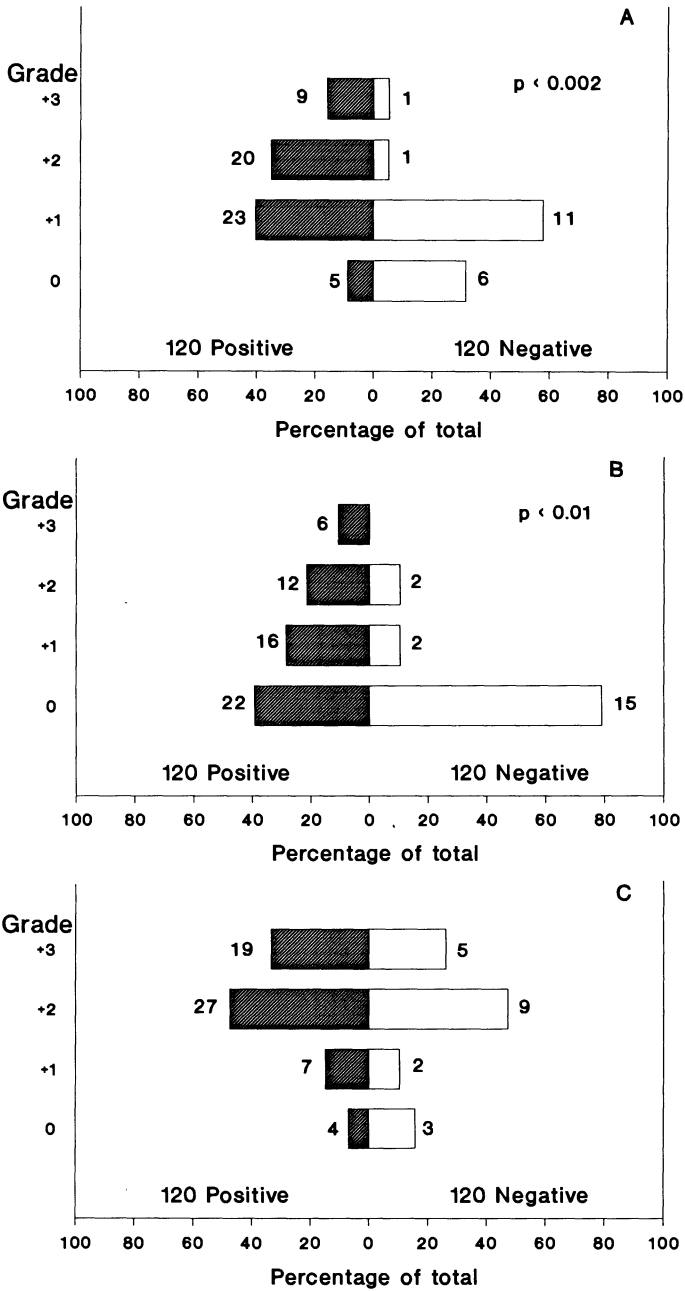 A
Grade
+3 9 1 p < 0.002
+2 20 1
+1 23 11
0 5 6
120 Positive 120 Negative
100 80 60 40 20 0 20 40 60 80 100
Percentage of total
B
Grade
+3 6 p < 0.01
+2 12 2
+1 16 2
0 22 15
120 Positive 120 Negative
100 80 60 40 20 0 20 40 60 80 100
Percentage of total
C
Grade
+3 19 5
+2 27 9
+1 7 2
0 4 3
120 Positive 120 Negative
100 80 60 40 20 0 20 40 60 80 100
Percentage of total